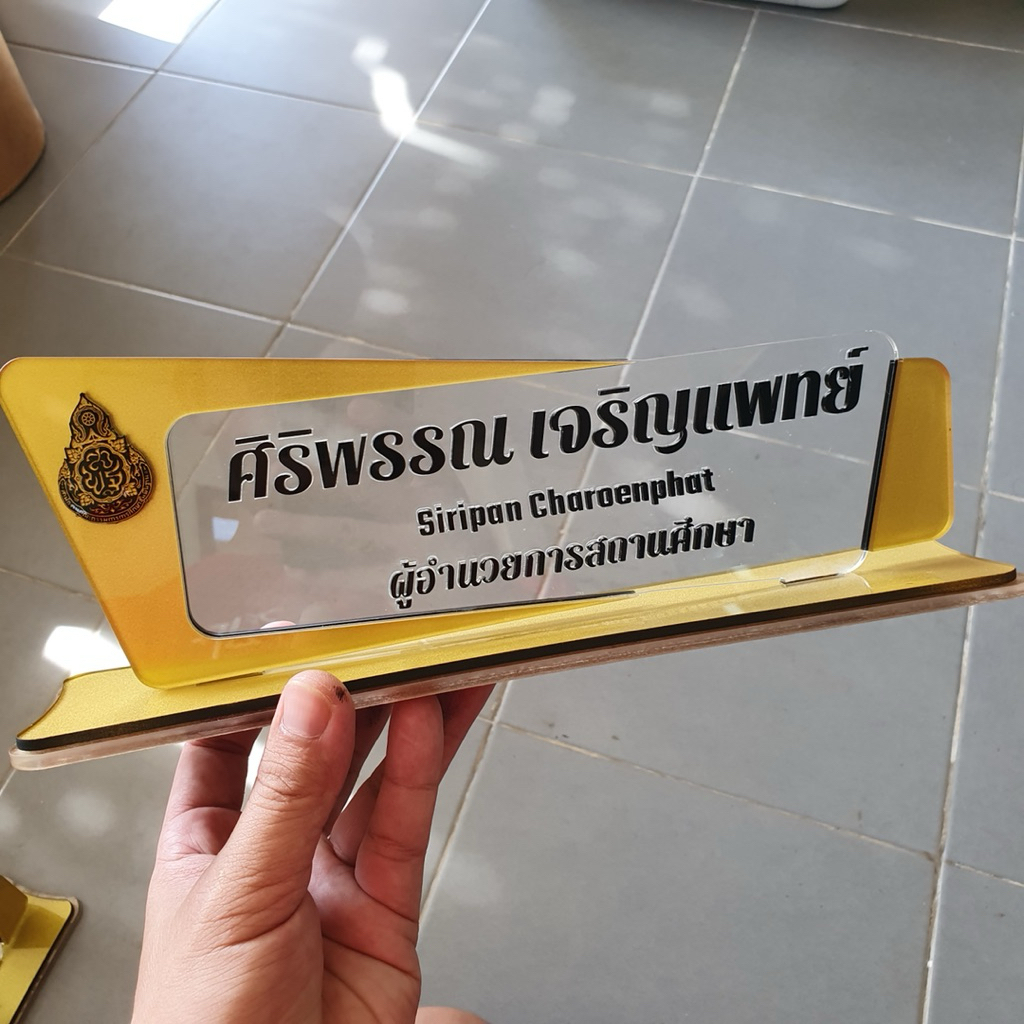 ศิริพรรณ เจริญแพทย์
Siripan Charoenphat
ผู้อำนวยการสถานศึกษา